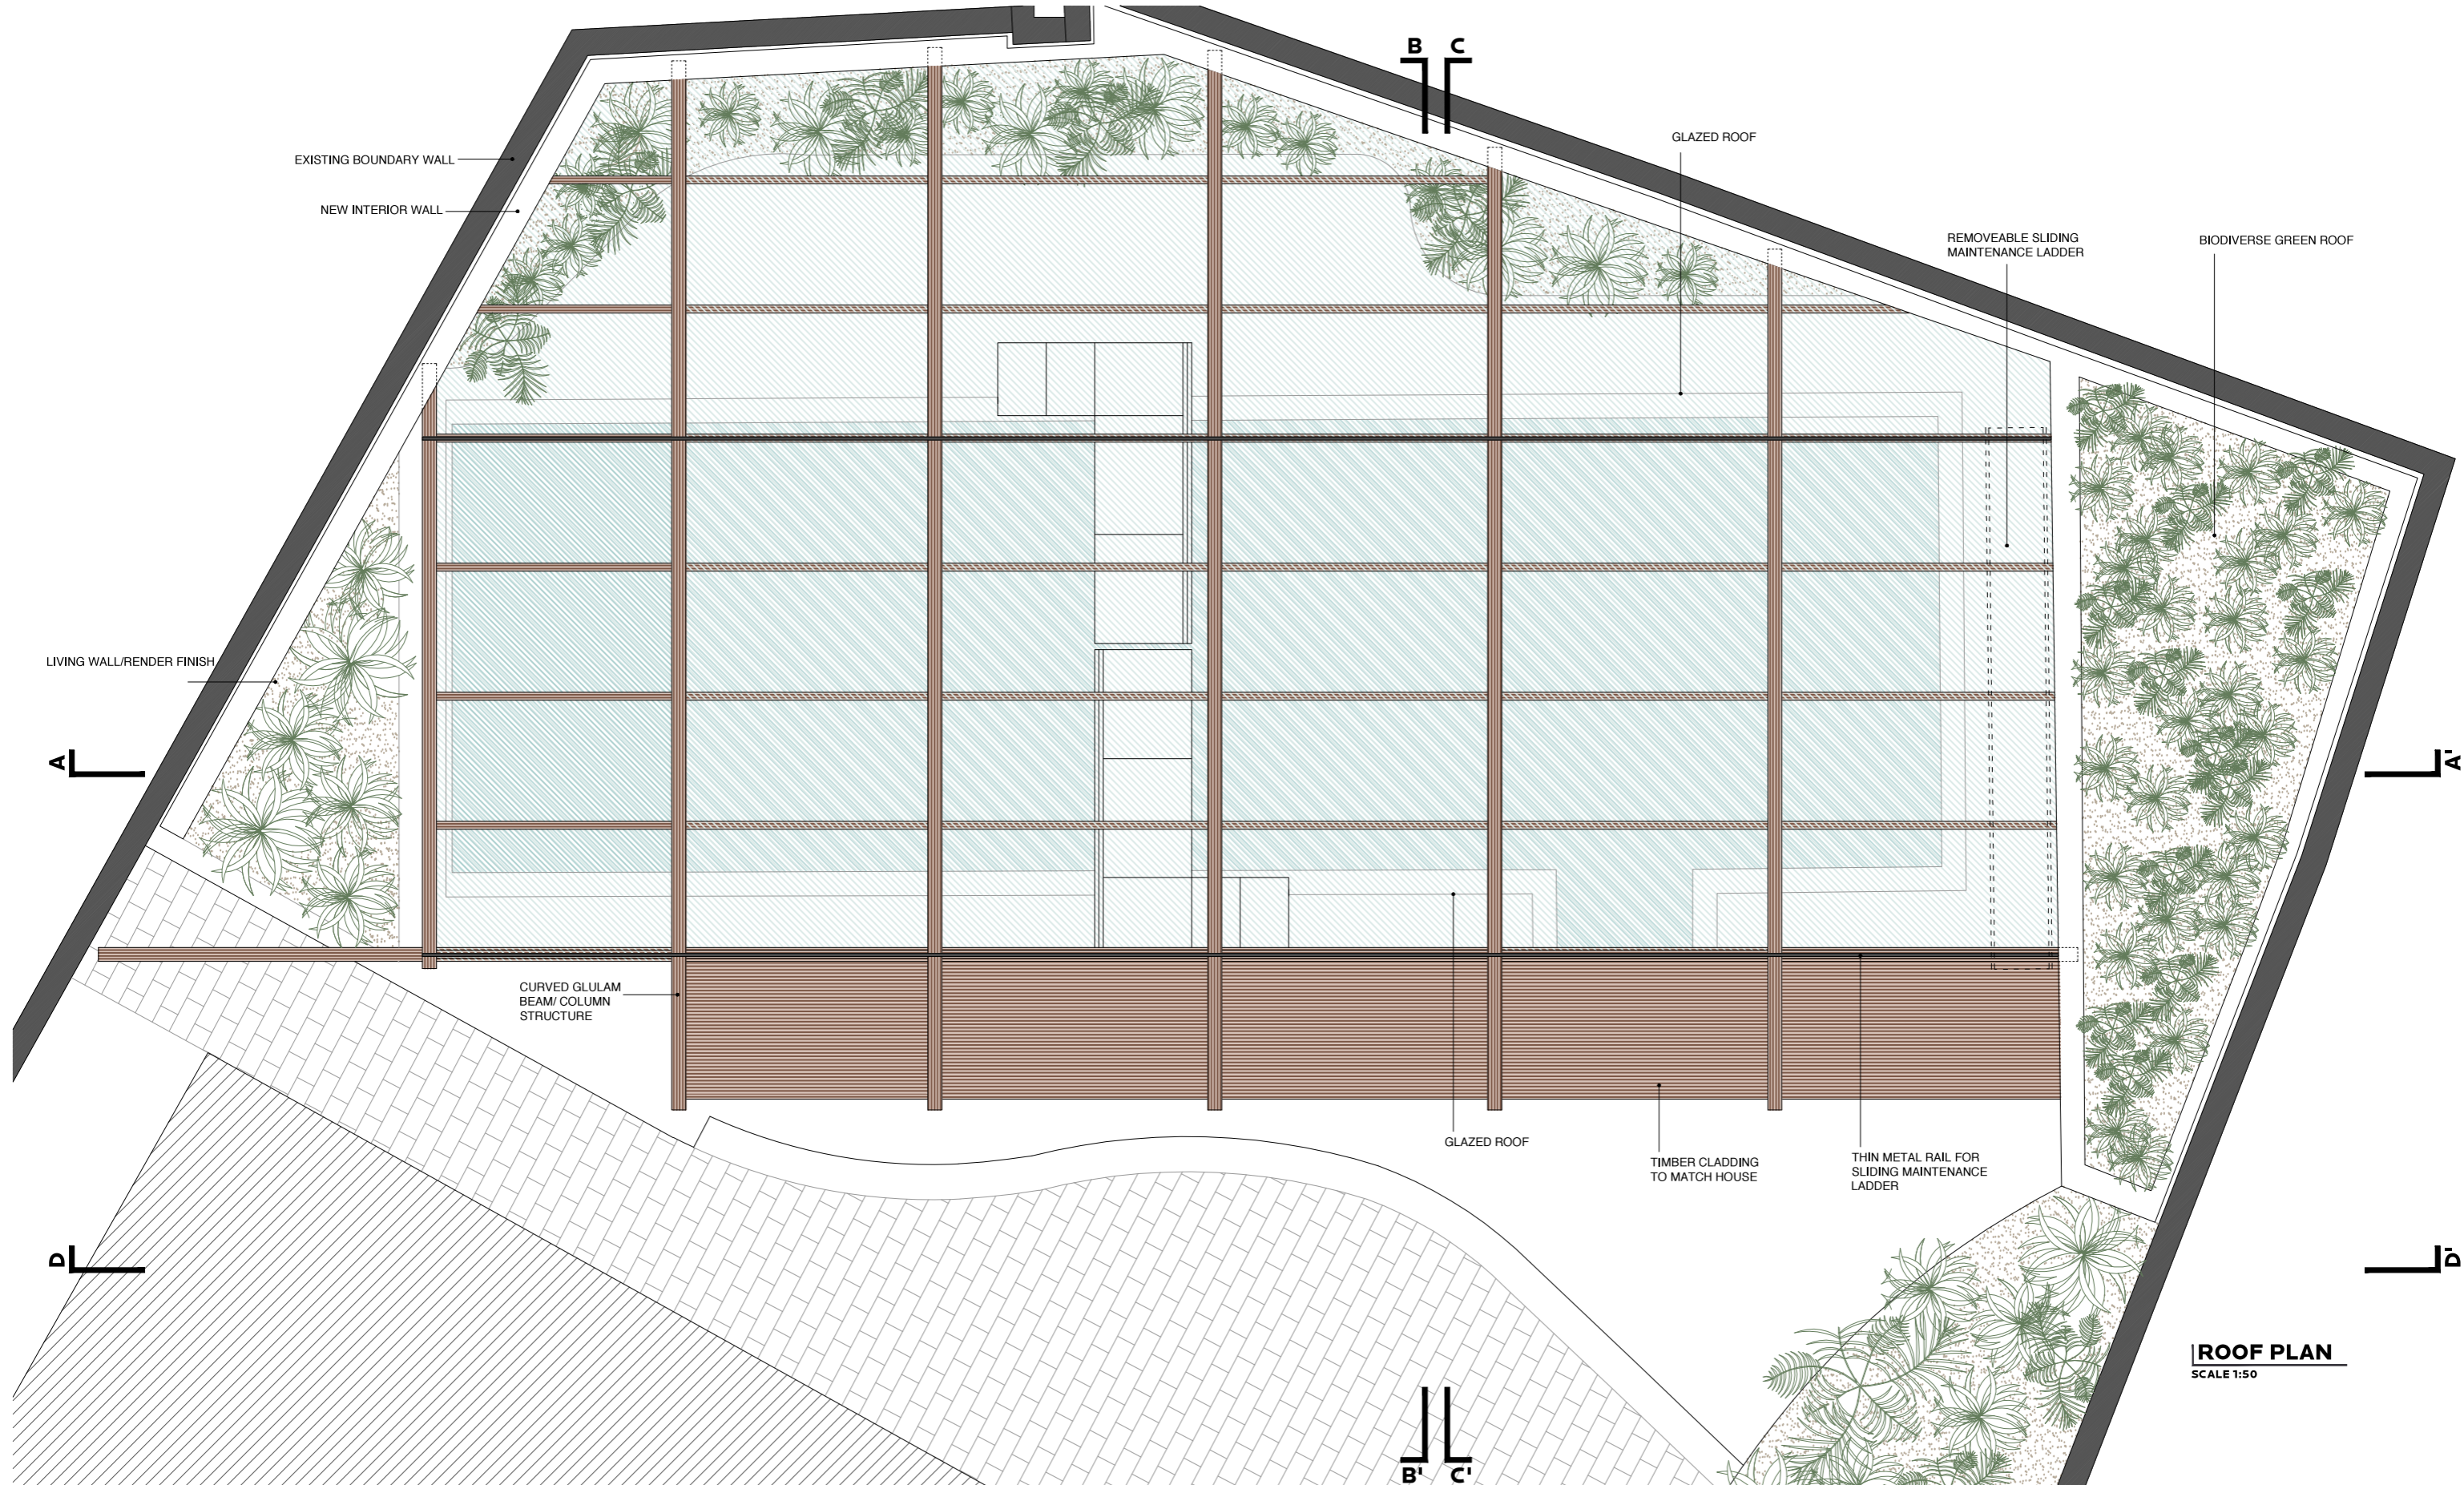 B C
GLAZED ROOF
EXISTING BOUNDARY WALL
NEW INTERIOR WALL
REMOVEABLE SLIDING
MAINTENANCE LADDER
BIODIVERSE GREEN ROOF
LIVING WALL/RENDER FINISH
A
A'
CURVED GLULAM
BEAM/ COLUMN
STRUCTURE
GLAZED ROOF
TIMBER CLADDING
TO MATCH HOUSE
THIN METAL RAIL FOR
SLIDING MAINTENANCE
LADDER
D
D'
ROOF PLAN
SCALE 1:50
B' C'